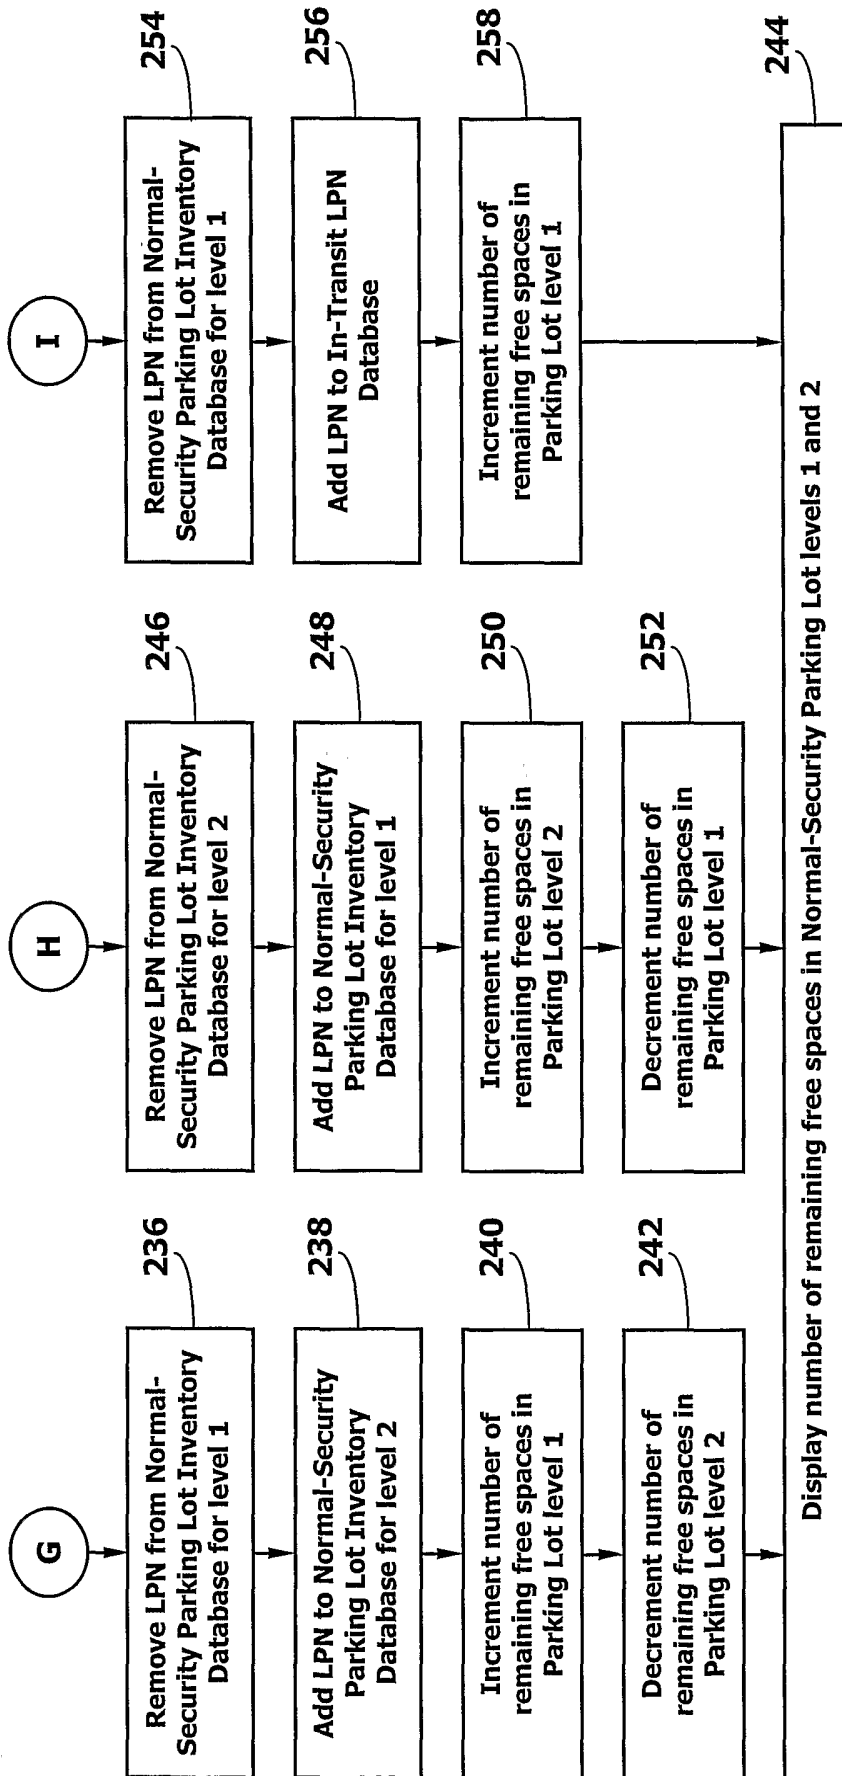 G
236
Remove LPN from Normal-
Security Parking Lot Inventory
Database for level 1
238
Add LPN to Normal-Security
Parking Lot Inventory
Database for level 2
240
Increment number of
remaining free spaces in
Parking Lot level 1
242
Decrement number of
remaining free spaces in
Parking Lot level 2
H
246
Remove LPN from Normal-
Security Parking Lot Inventory
Database for level 2
248
Add LPN to Normal-Security
Parking Lot Inventory
Database for level 1
250
Increment number of
remaining free spaces in
Parking Lot level 2
252
Decrement number of
remaining free spaces in
Parking Lot level 1
I
254
Remove LPN from Normal-
Security Parking Lot Inventory
Database for level 1
256
Add LPN to In-Transit LPN
Database
258
Increment number of
remaining free spaces in
Parking Lot level 1
244
Display number of remaining free spaces in Normal-Security Parking Lot levels 1 and 2